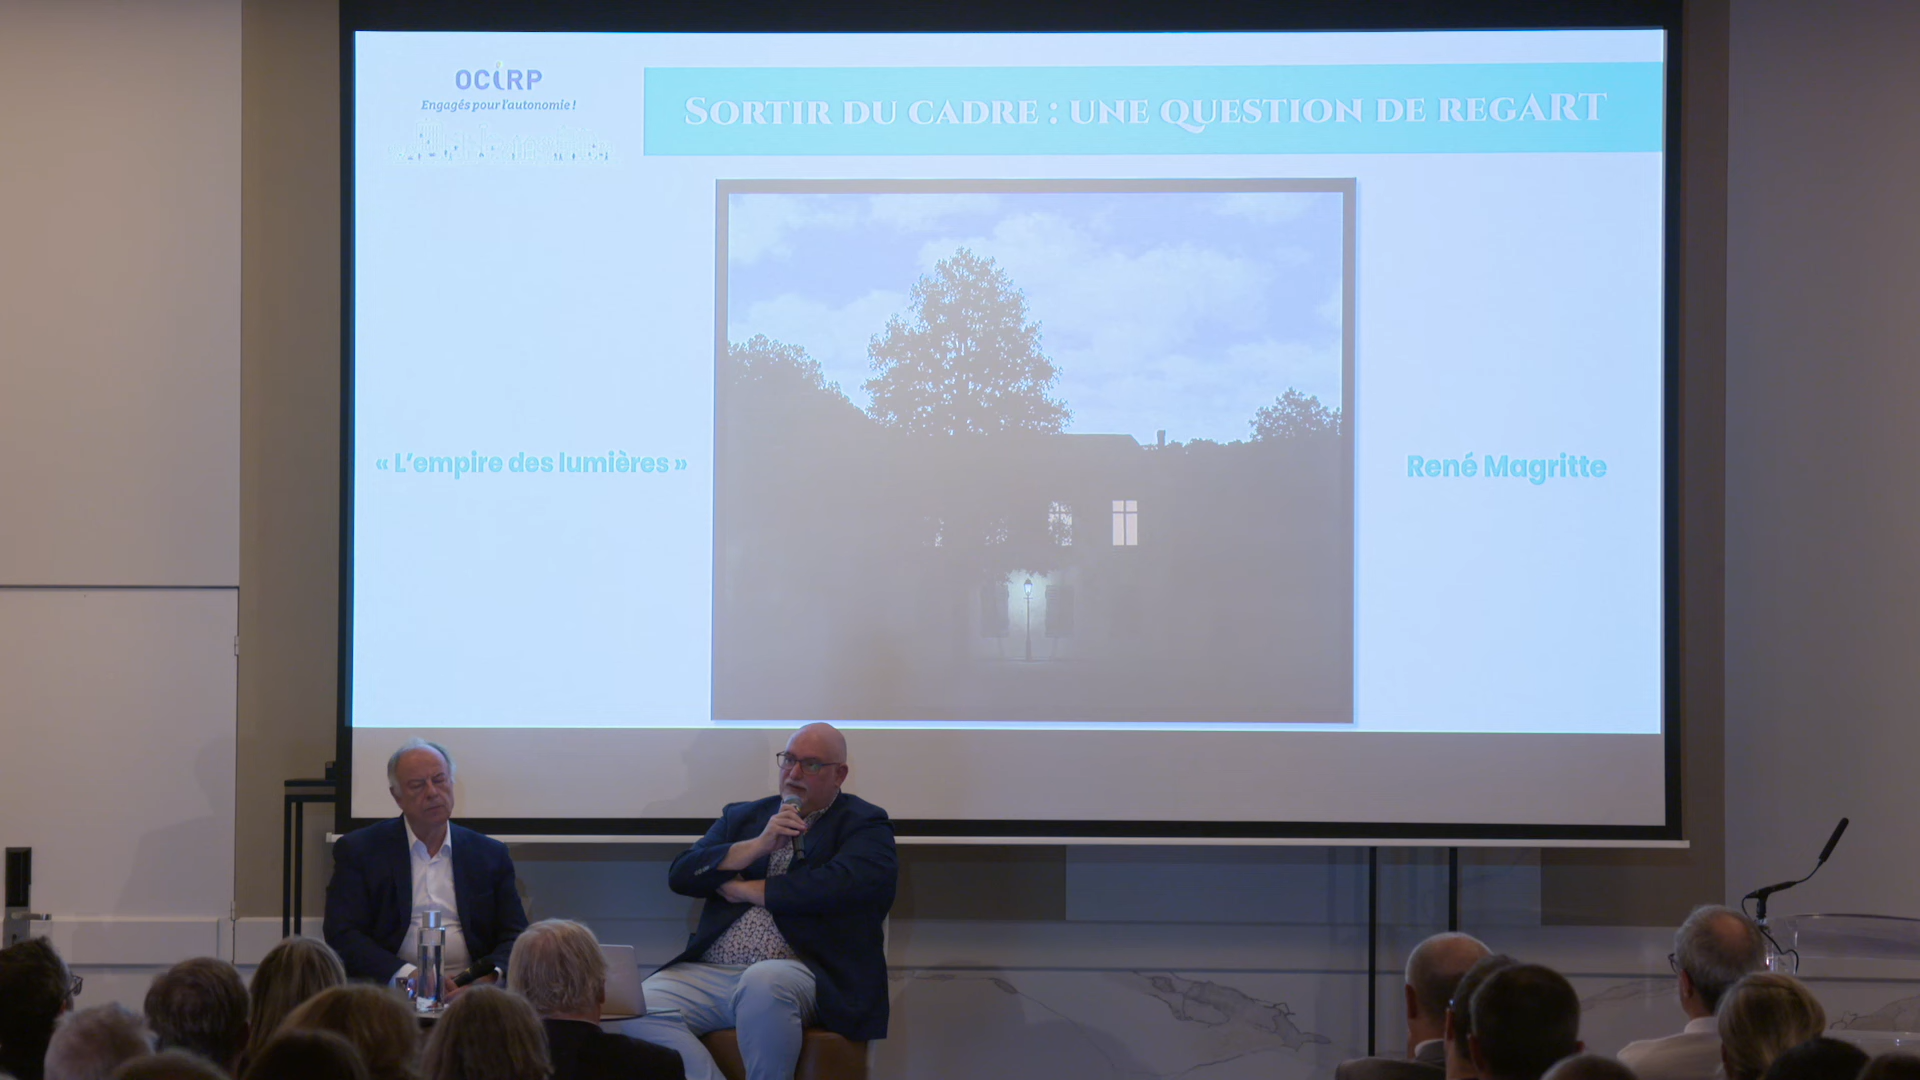 OCIRP
Engagés pour l'autonomie !
SORTIR DU CADRE : UNE QUESTION DE REGART
« L'empire des lumières »
René Magritte